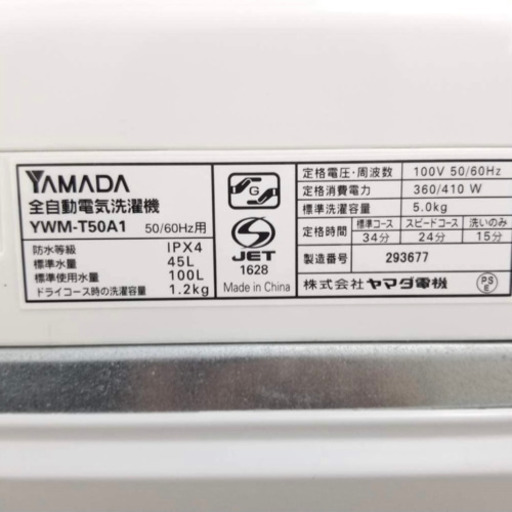 YAMADA
全自動電気洗濯機
YWM-T50A1 50/60Hz用
防水等級 IPX4
標準水量 45L
標準使用水量 100L
ドライコース時の洗濯容量 1.2kg
G
S
JET
1628
Made in China
定格電圧・周波数 100V 50/60Hz
定格消費電力 360/410 W
標準洗濯容量 5.0kg
定格時間 標準コース 34分 スピードコース 24分 洗いのみ 15分
製造番号 293677
株式会社ヤマダ電機
PS
E